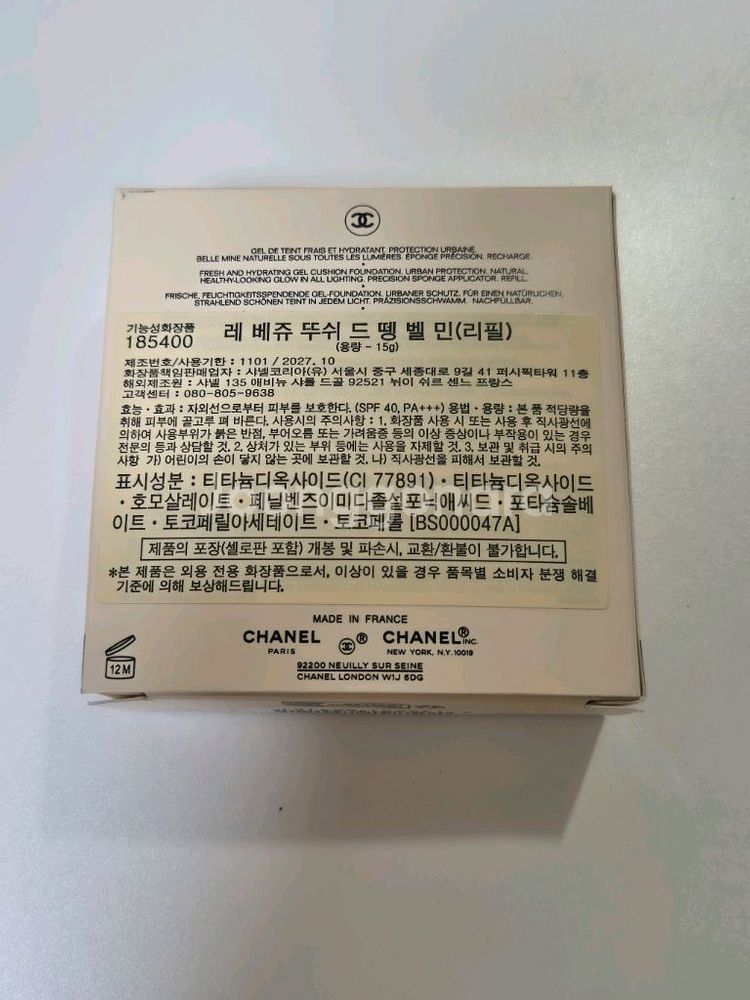 GEL DE TEINT FRAIS ET HYDRATANT. PROTECTION URBAINE.
BELLE MINE NATURELLE SOUS TOUTES LES LUMIÈRES. ÉPONGE PRÉCISION. RECHARGE.
FRESH AND HYDRATING GEL CUSHION FOUNDATION. URBAN PROTECTION. NATURAL,
HEALTHY-LOOKING GLOW IN ALL LIGHTING. PRECISION SPONGE APPLICATOR. REFILL.
FRISCHE, FEUCHTIGKEITSSPENDENDE GEL-FOUNDATION. URBANER SCHUTZ. FÜR EINEN NATÜRLICHEN,
STRAHLEND SCHÖNEN TEINT IN JEDEM LICHT. PRÄZISIONSSCHWAMM. NACHFÜLLBAR.
기능성화장품
185400
레 베쥬 뚜쉬 드 뗑 벨 민(리필)
(용량 - 15g)
제조번호/사용기한 : 1101 / 2027. 10
화장품책임판매업자 : 샤넬코리아(유) 서울시 중구 세종대로 9길 41 퍼시픽타워 11층
해외제조원 : 샤넬 135 애비뉴 샤를 드골 92521 뉘이 쉬르 센느 프랑스
고객센터 : 080-805-9638
효능 · 효과 : 자외선으로부터 피부를 보호한다. (SPF 40, PA+++) 용법 · 용량 : 본 품 적당량을
취해 피부에 골고루 펴 바른다. 사용시의 주의사항 : 1. 화장품 사용 시 또는 사용 후 직사광선에
의하여 사용부위가 붉은 반점, 부어오름 또는 가려움증 등의 이상 증상이나 부작용이 있는 경우
전문의 등과 상담할 것. 2. 상처가 있는 부위 등에는 사용을 자제할 것. 3. 보관 및 취급 시의 주의
사항 가) 어린이의 손이 닿지 않는 곳에 보관할 것. 나) 직사광선을 피해서 보관할 것.
표시성분 : 티타늄디옥사이드(CI 77891) · 티타늄디옥사이드
· 호모살레이트 · 페닐벤즈이미다졸설포닉애씨드 · 포타슘솔베
이트 · 토코페릴아세테이트 · 토코페롤 [BS000047A]
제품의 포장(셀로판 포함) 개봉 및 파손시, 교환/환불이 불가합니다.
*본 제품은 외용 전용 화장품으로서, 이상이 있을 경우 품목별 소비자 분쟁 해결
기준에 의해 보상해드립니다.
MADE IN FRANCE
CHANEL ® CHANEL® INC.
PARIS NEW YORK, N.Y. 10019
92200 NEUILLY SUR SEINE
CHANEL LONDON W1J 6DG
12M